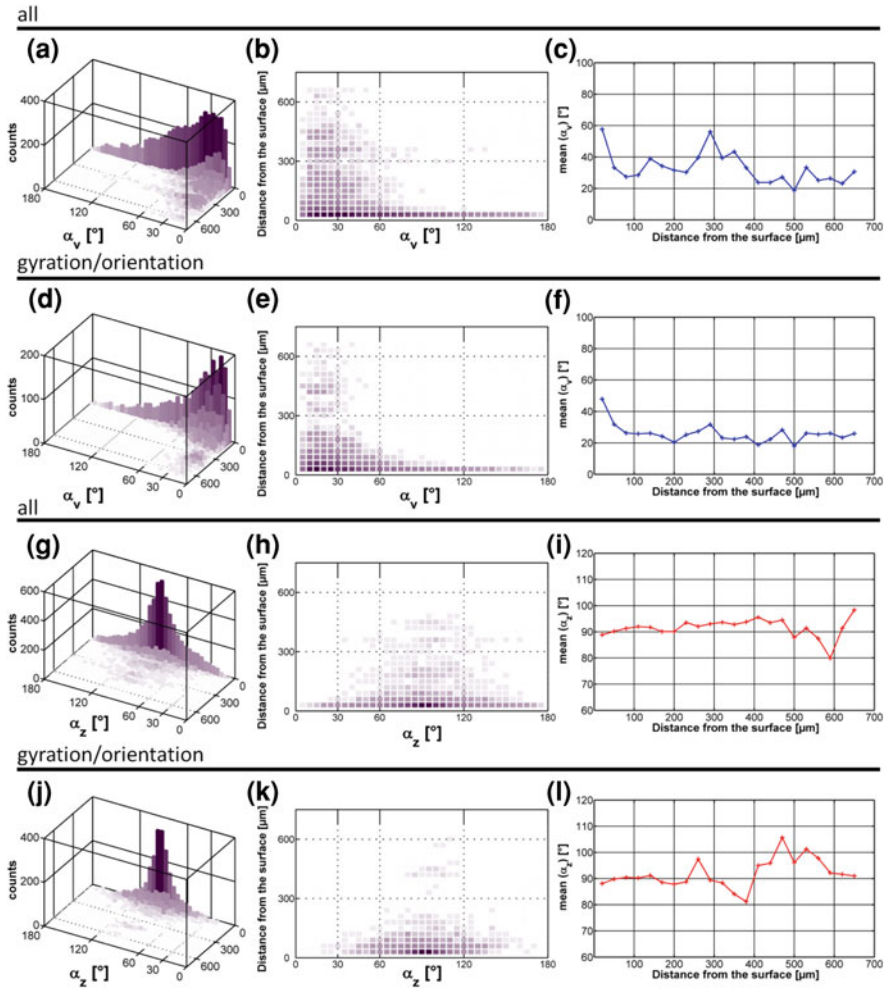 all
(a) (b) (c)
400
200
0
counts
180
120
60
30
0
600
300
0
αv [°]
600
300
0
Distance from the surface [µm]
0 30 60 120 180
αv [°]
100
80
60
40
20
0
mean (αv) [°]
100 200 300 400 500 600 700
Distance from the surface [µm]
gyration/orientation
(d) (e) (f)
200
100
0
counts
180
120
60
30
0
600
300
0
αv [°]
600
300
0
Distance from the surface [µm]
0 30 60 120 180
αv [°]
100
80
60
40
20
0
mean (αv) [°]
100 200 300 400 500 600 700
Distance from the surface [µm]
all
(g) (h) (i)
600
400
200
0
counts
180
120
60
30
0
600
300
0
αz [°]
600
300
0
Distance from the surface [µm]
0 30 60 120 180
αz [°]
120
110
100
90
80
70
60
mean (αz) [°]
100 200 300 400 500 600 700
Distance from the surface [µm]
gyration/orientation
(j) (k) (l)
400
200
0
counts
180
120
60
30
0
600
300
0
αz [°]
600
300
0
Distance from the surface [µm]
0 30 60 120 180
αz [°]
120
110
100
90
80
70
60
mean (αz) [°]
100 200 300 400 500 600 700
Distance from the surface [µm]